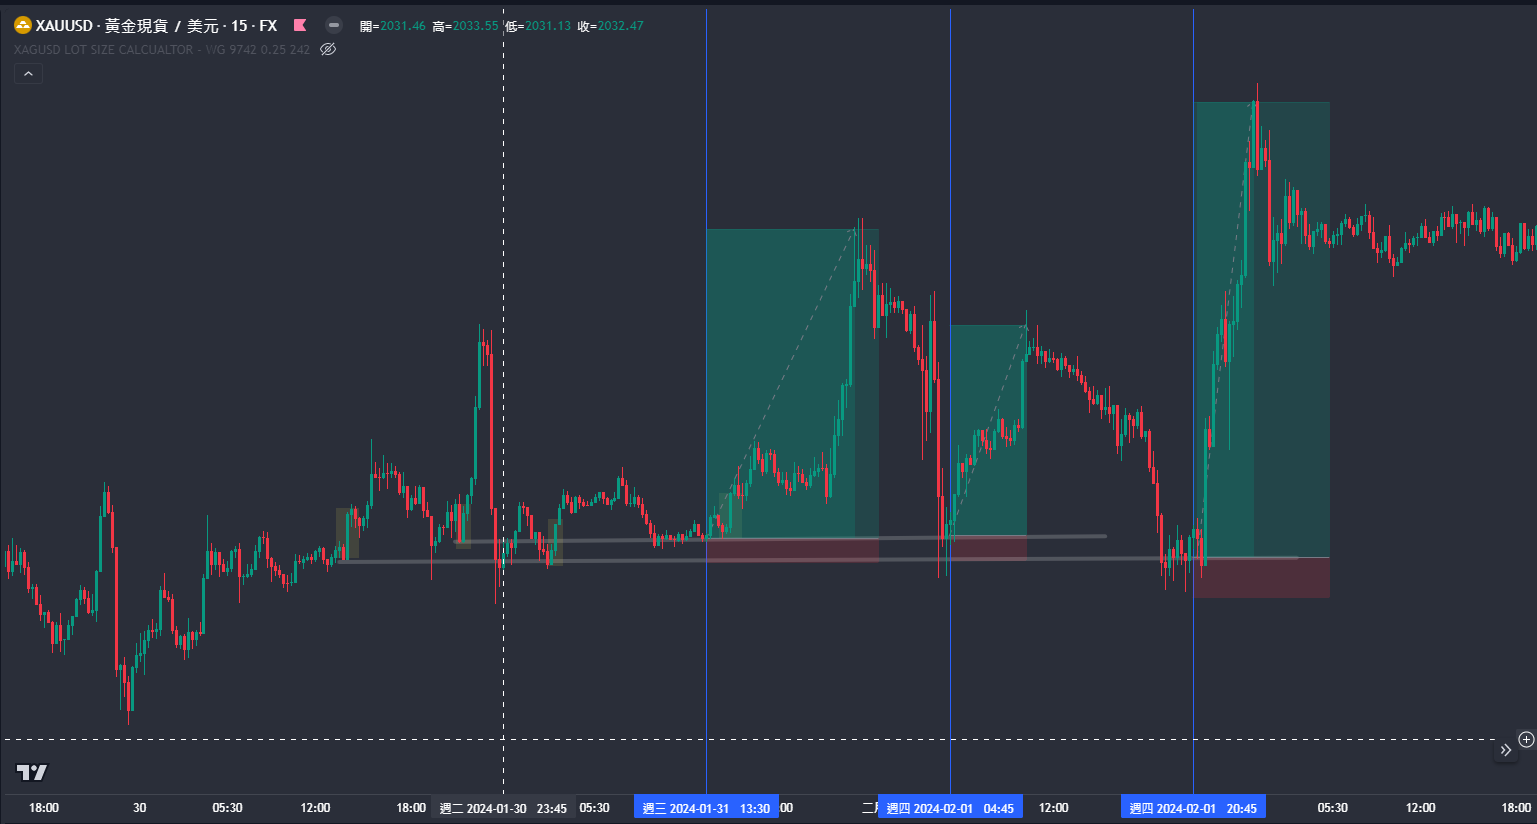 XAUUSD · 黃金現貨 / 美元 · 15 · FX 開=2031.46 高=2033.55 低=2031.13 收=2032.47
XAGUSD LOT SIZE CALCUALTOR - WG 9742 0.25 242
18:00 30 05:30 12:00 18:00 週二 2024-01-30 23:45 05:30 週三 2024-01-31 13:30 :00 二月 週四 2024-02-01 04:45 12:00 週四 2024-02-01 20:45 05:30 12:00 18:00